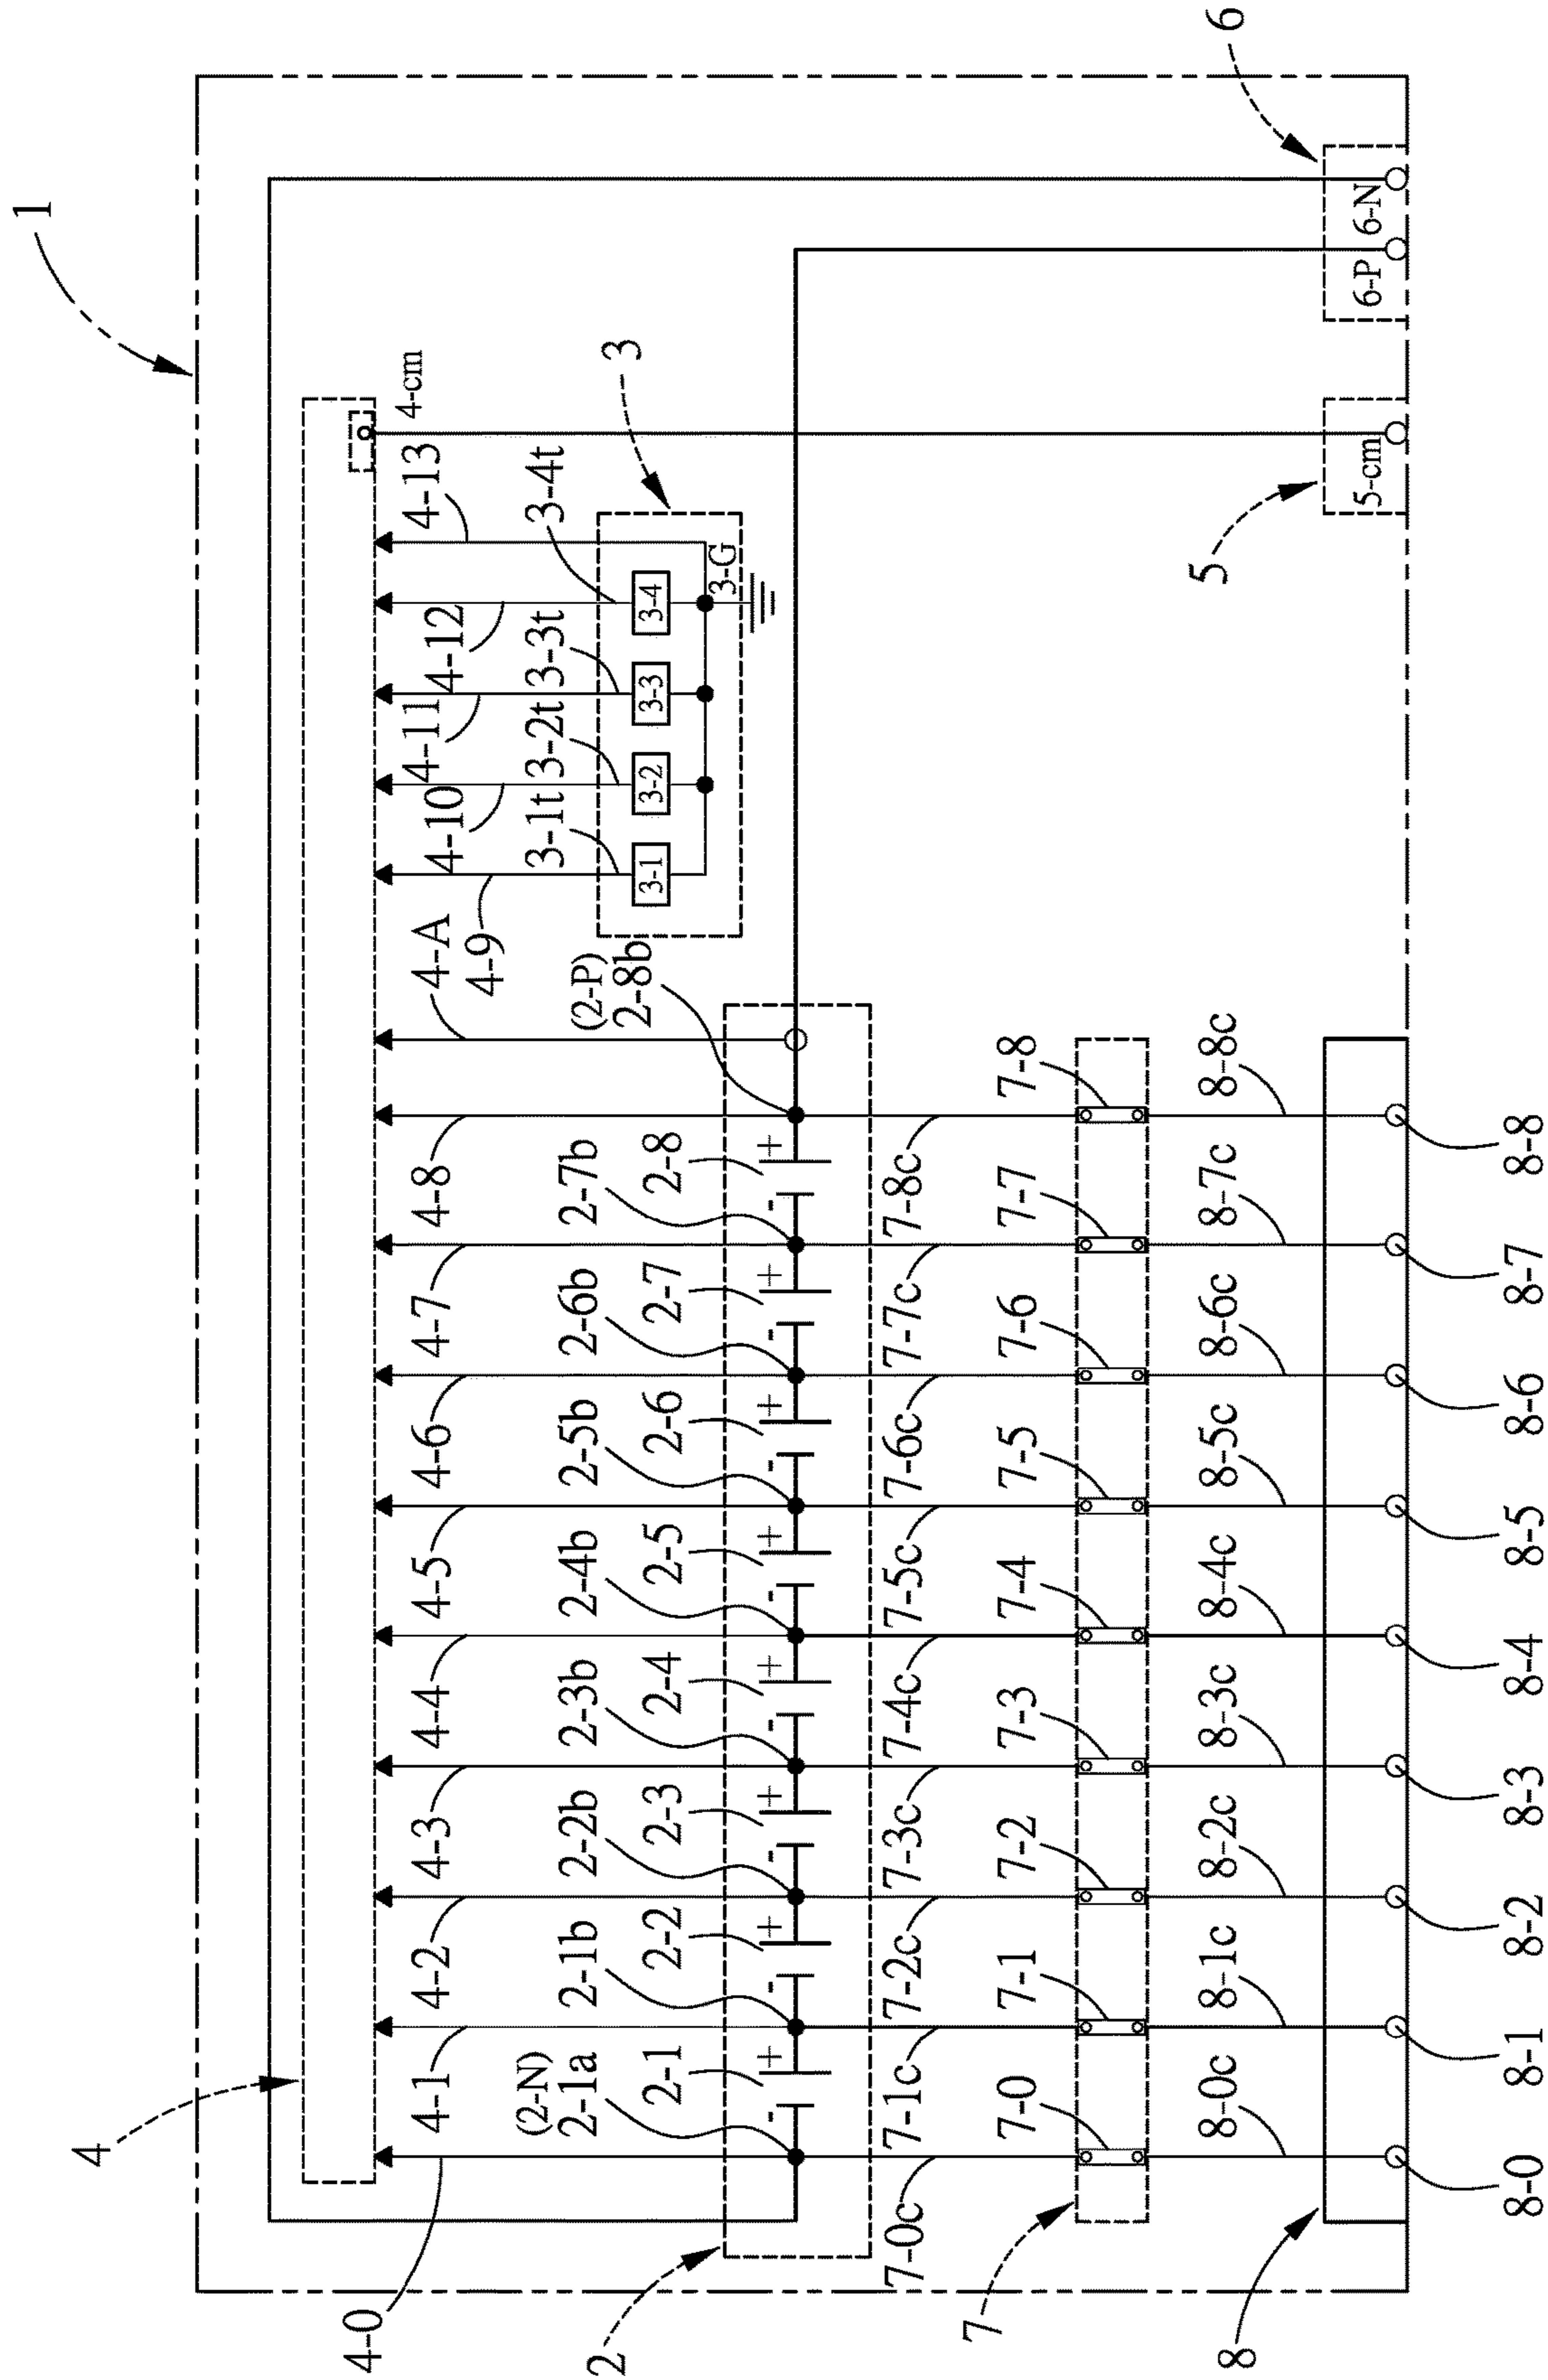 1
4
4-cm
4-0
4-1
4-2
4-3
4-4
4-5
4-6
4-7
4-8
4-A
4-9
4-10
4-11
4-12
4-13
3-1t
3-2t
3-3t
3-4t
3
3-1
3-2
3-3
3-4
3-G
(2-N)
2-1a
2-1b
2-2b
2-3b
2-4b
2-5b
2-6b
2-7b
(2-P)
2-8b
2-1
2-2
2-3
2-4
2-5
2-6
2-7
2-8
- +
- +
- +
- +
- +
- +
- +
- +
2
7-0c
7-1c
7-2c
7-3c
7-4c
7-5c
7-6c
7-7c
7-8c
7-0
7-1
7-2
7-3
7-4
7-5
7-6
7-7
7-8
7
8-0c
8-1c
8-2c
8-3c
8-4c
8-5c
8-6c
8-7c
8-8c
5
6
5-cm
6-P
6-N
8
8-0
8-1
8-2
8-3
8-4
8-5
8-6
8-7
8-8